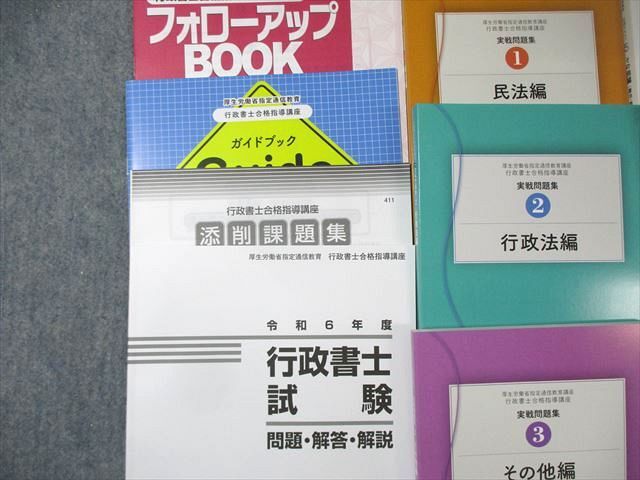 フォローアップ
BOOK
厚生労働省指定通信教育
行政書士合格指導講座
ガイドブック
Guide
411
行政書士合格指導講座
添削課題集
厚生労働省指定通信教育 行政書士合格指導講座
令和6年度
行政書士
試験
問題・解答・解説
厚生労働省指定通信教育講座
行政書士合格指導講座
実戦問題集
1
民法編
厚生労働省指定通信教育講座
行政書士合格指導講座
実戦問題集
2
行政法編
厚生労働省指定通信教育講座
行政書士合格指導講座
実戦問題集
3
その他編